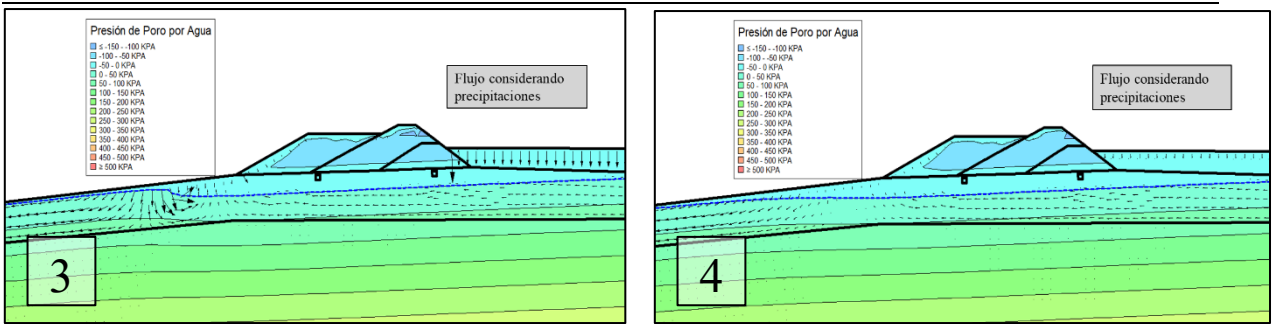 Presión de Poro por Agua
≤ -150 - -100 KPA
-100 - -50 KPA
-50 - 0 KPA
0 - 50 KPA
50 - 100 KPA
100 - 150 KPA
150 - 200 KPA
200 - 250 KPA
250 - 300 KPA
300 - 350 KPA
350 - 400 KPA
400 - 450 KPA
450 - 500 KPA
≥ 500 KPA
Flujo considerando
precipitaciones
3
Presión de Poro por Agua
≤ -150 - -100 KPA
-100 - -50 KPA
-50 - 0 KPA
0 - 50 KPA
50 - 100 KPA
100 - 150 KPA
150 - 200 KPA
200 - 250 KPA
250 - 300 KPA
300 - 350 KPA
350 - 400 KPA
400 - 450 KPA
450 - 500 KPA
≥ 500 KPA
Flujo considerando
precipitaciones
4